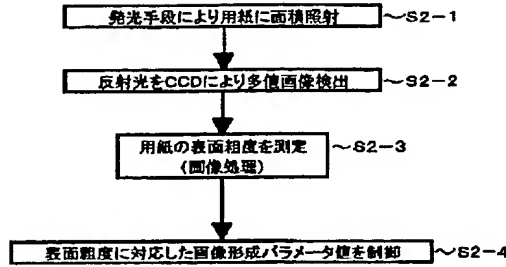 発光手段により用紙に面積照射 ~S2-1
反射光をCCDにより多値画像検出 ~S2-2
用紙の表面粗度を測定 ~S2-3
(画像処理)
表面粗度に対応した画像形成パラメータ値を制御 ~S2-4